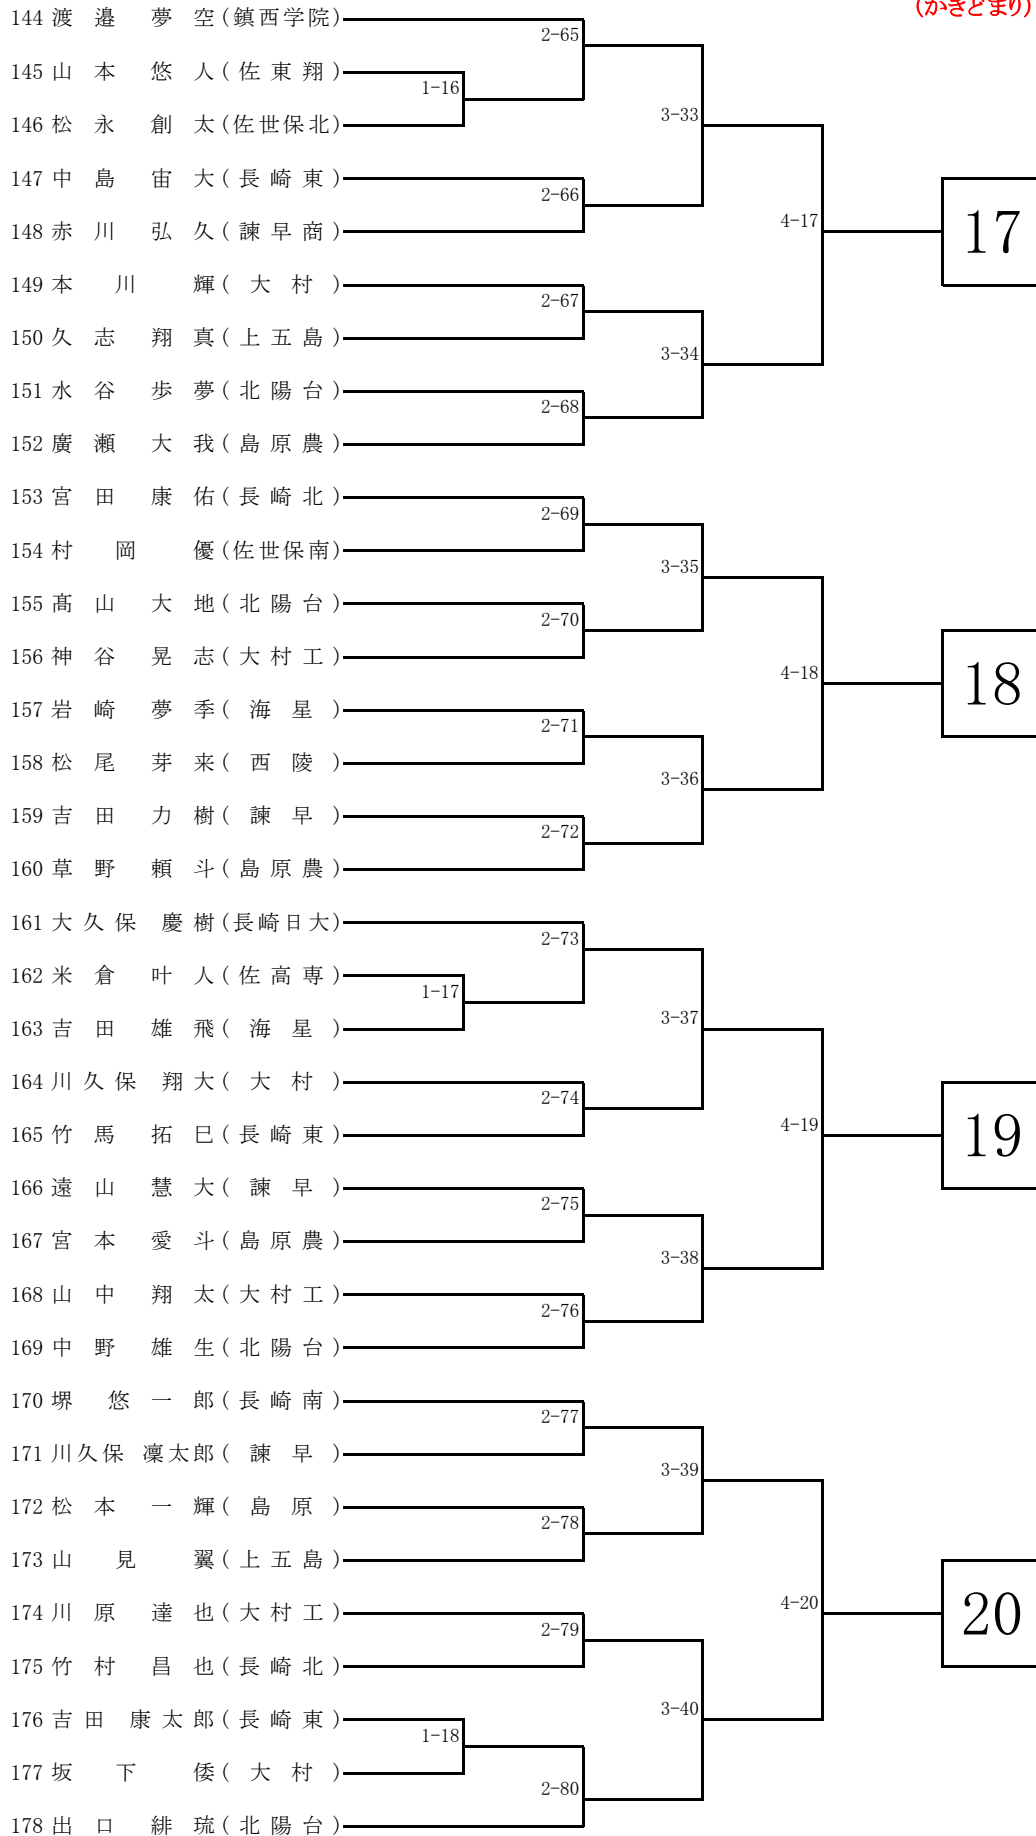 (かきどまり)
144 渡邉 夢空 (鎮西学院)
2-65
145 山本 悠人 (佐東翔)
1-16
146 松永 創太 (佐世保北)
3-33
147 中島 宙大 (長崎東)
2-66
148 赤川 弘久 (諫早商)
4-17
17
149 本川 輝 (大村)
2-67
150 久志 翔真 (上五島)
3-34
151 水谷 歩夢 (北陽台)
2-68
152 廣瀬 大我 (島原農)
153 宮田 康佑 (長崎北)
2-69
154 村岡 優 (佐世保南)
3-35
155 髙山 大地 (北陽台)
2-70
156 神谷 晃志 (大村工)
4-18
18
157 岩崎 夢季 (海星)
2-71
158 松尾 芽来 (西陵)
3-36
159 吉田 力樹 (諫早)
2-72
160 草野 頼斗 (島原農)
161 大久保 慶樹 (長崎日大)
2-73
162 米倉 叶人 (佐高専)
1-17
163 吉田 雄飛 (海星)
3-37
164 川久保 翔大 (大村)
2-74
165 竹馬 拓巳 (長崎東)
4-19
19
166 遠山 慧大 (諫早)
2-75
167 宮本 愛斗 (島原農)
3-38
168 山中 翔太 (大村工)
2-76
169 中野 雄生 (北陽台)
170 堺 悠一郎 (長崎南)
2-77
171 川久保 凜太郎 (諫早)
3-39
172 松本 一輝 (島原)
2-78
173 山見 翼 (上五島)
4-20
20
174 川原 達也 (大村工)
2-79
175 竹村 昌也 (長崎北)
3-40
176 吉田 康太郎 (長崎東)
1-18
177 坂下 倭 (大村)
2-80
178 出口 緋琉 (北陽台)